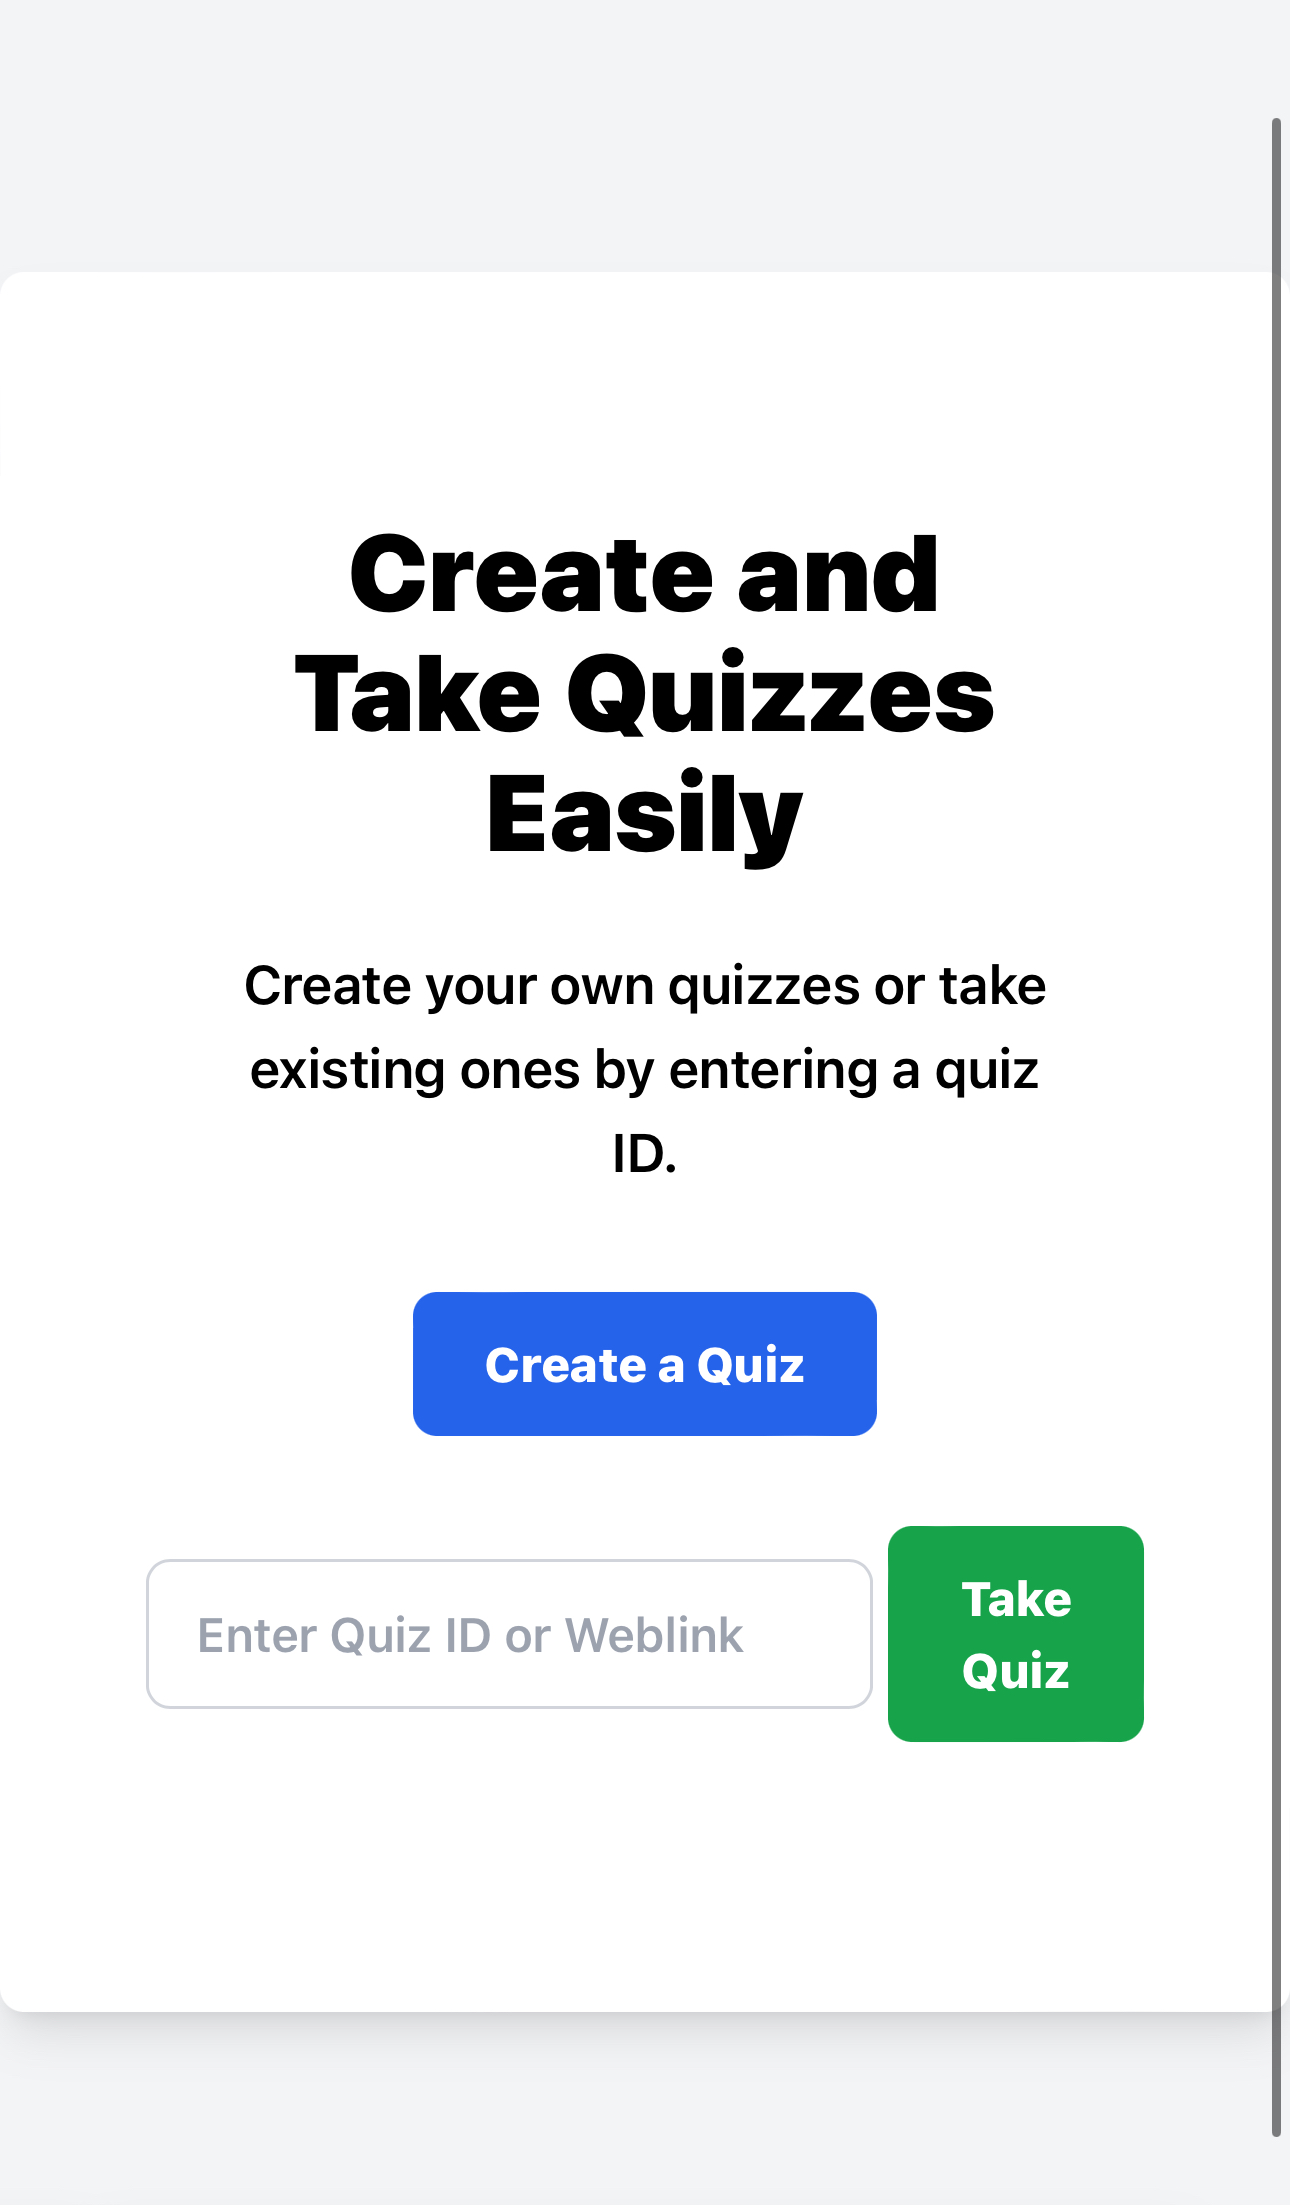 Create and
Take Quizzes
Easily
Create your own quizzes or take
existing ones by entering a quiz
ID.
Create a Quiz
Enter Quiz ID or Weblink
Take
Quiz